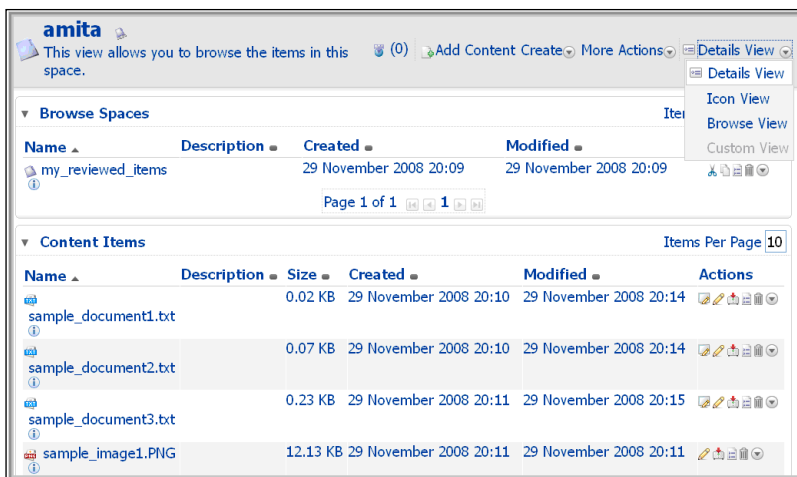 amita
This view allows you to browse the items in this space.
(0) Add Content Create More Actions Details View
Details View
Icon View
Browse View
Custom View
Browse Spaces
Name Description Created Modified
my_reviewed_items 29 November 2008 20:09 29 November 2008 20:09
Page 1 of 1 1
Content Items Items Per Page 10
Name Description Size Created Modified Actions
sample_document1.txt 0.02 KB 29 November 2008 20:10 29 November 2008 20:14
sample_document2.txt 0.07 KB 29 November 2008 20:10 29 November 2008 20:14
sample_document3.txt 0.23 KB 29 November 2008 20:11 29 November 2008 20:15
sample_image1.PNG 12.13 KB 29 November 2008 20:11 29 November 2008 20:11